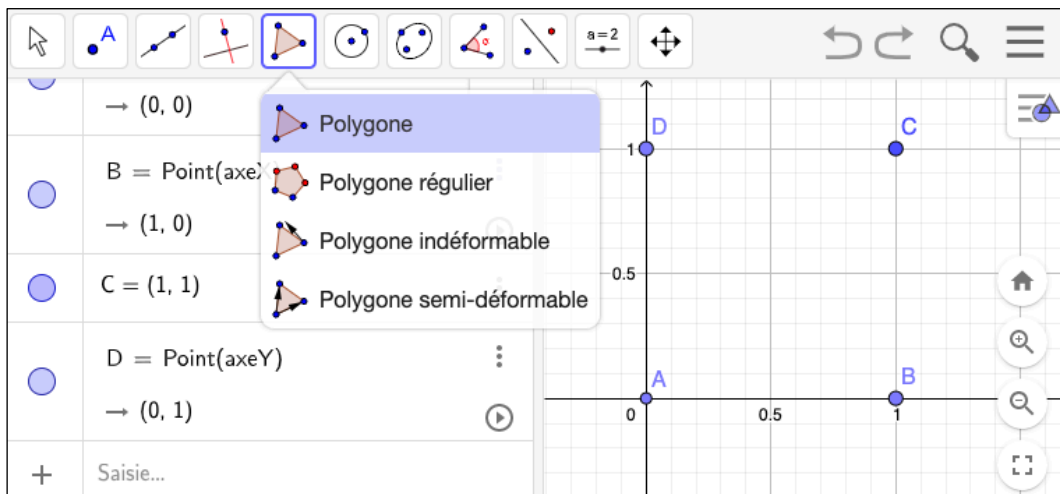 A
a = 2
→ (0, 0)
B = Point(axeX
→ (1, 0)
C = (1, 1)
D = Point(axeY)
→ (0, 1)
+ Saisie...
Polygone
Polygone régulier
Polygone indéformable
Polygone semi-déformable
D
C
1
0.5
A
B
0
0.5
1